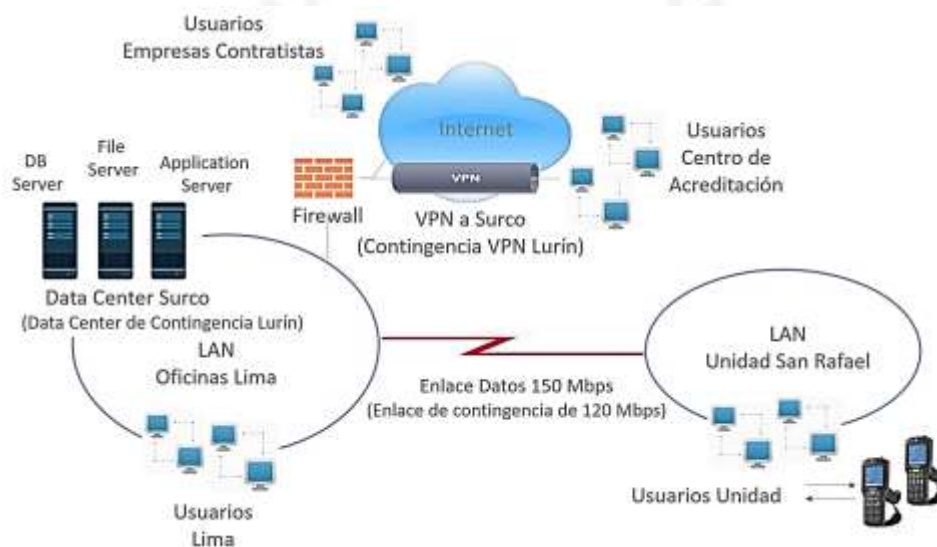 Usuarios
Empresas Contratistas
Internet
DB
Server
File
Server
Application
Server
Firewall
VPN
VPN a Surco
(Contingencia VPN Lurín)
Usuarios
Centro de
Acreditación
Data Center Surco
(Data Center de Contingencia Lurín)
LAN
Oficinas Lima
Enlace Datos 150 Mbps
(Enlace de contingencia de 120 Mbps)
LAN
Unidad San Rafael
Usuarios
Lima
Usuarios Unidad